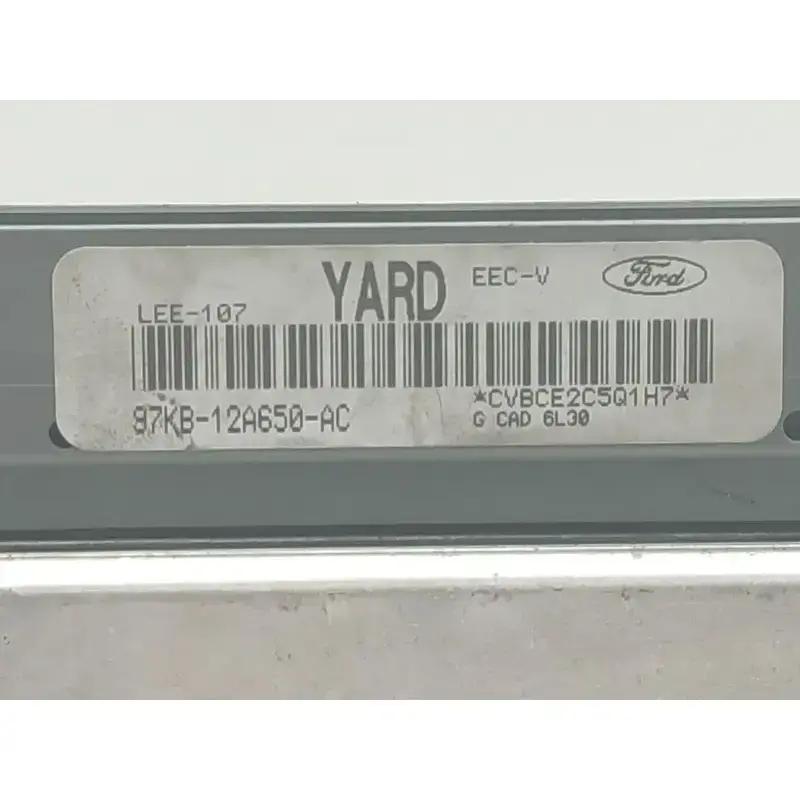 YARD EEC-V Ford
LEE-107
*CVBCE2C5Q1H7*
97KB-12A650-AC
G CAD 6L30